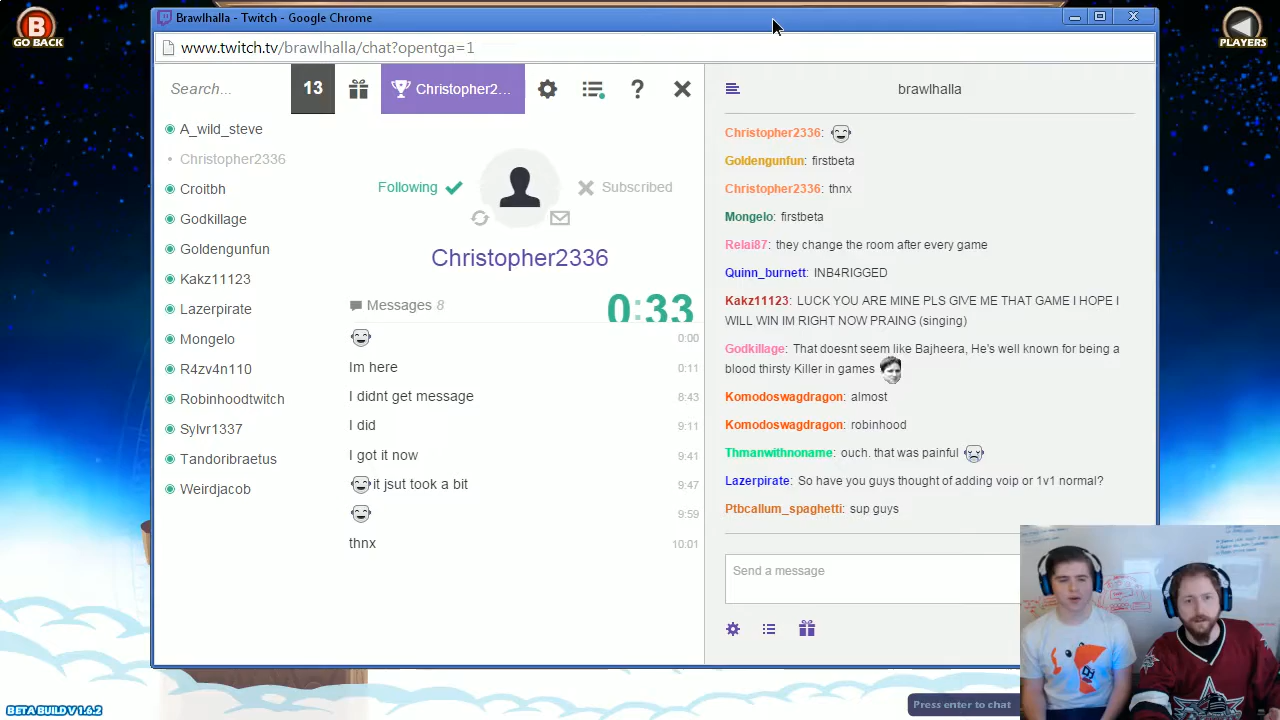 Brawlhalla - Twitch - Google Chrome
B
GO BACK
PLAYERS
www.twitch.tv/brawlhalla/chat?opentga=1
Search...
13
Christopher2...
?
brawlhalla
A_wild_steve
Christopher2336
Croitbh
Godkillage
Goldengunfun
Kakz11123
Lazerpirate
Mongelo
R4zv4n110
Robinhoodtwitch
Sylvr1337
Tandoribraetus
Weirdjacob
Following
Subscribed
Christopher2336
Messages 8
0:33
0:00
Im here 0:11
I didnt get message 8:43
I did 9:11
I got it now 9:41
it jsut took a bit 9:47
9:59
thnx 10:01
Christopher2336:
Goldengunfun: firstbeta
Christopher2336: thnx
Mongelo: firstbeta
Relai87: they change the room after every game
Quinn_burnett: INB4RIGGED
Kakz11123: LUCK YOU ARE MINE PLS GIVE ME THAT GAME I HOPE I
WILL WIN IM RIGHT NOW PRAING (singing)
Godkillage: That doesnt seem like Bajheera, He's well known for being a
blood thirsty Killer in games
Komodoswagdragon: almost
Komodoswagdragon: robinhood
Thmanwithnoname: ouch. that was painful
Lazerpirate: So have you guys thought of adding voip or 1v1 normal?
Ptbcallum_spaghetti: sup guys
Send a message
BETA BUILD V 1.6.2
Press enter to chat